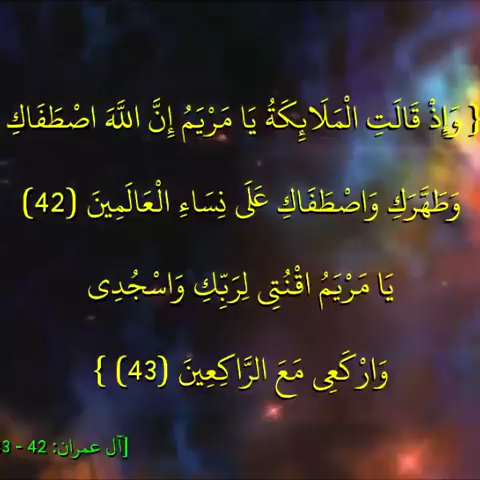 { وَإِذْ قَالَتِ الْمَلَائِكَةُ يَا مَرْيَمُ إِنَّ اللَّهَ اصْطَفَاكِ
وَطَهَّرَكِ وَاصْطَفَاكِ عَلَى نِسَاءِ الْعَالَمِينَ (42)
يَا مَرْيَمُ اقْنُتِى لِرَبِّكِ وَاسْجُدِى
وَارْكَعِى مَعَ الرَّاكِعِينَ (43) }
[آل عمران: 42 - 3